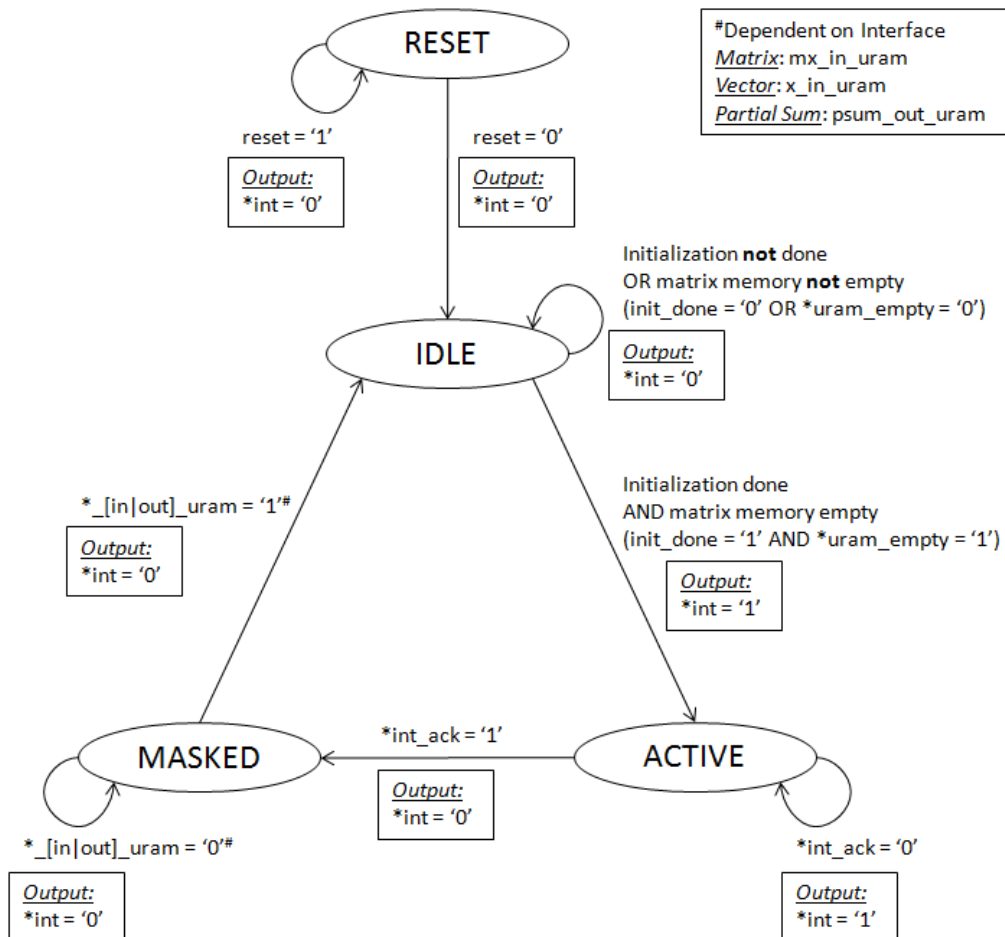 RESET
#Dependent on Interface
Matrix: mx_in_uram
Vector: x_in_uram
Partial Sum: psum_out_uram
reset = ‘1’
Output:
*int = ‘0’
reset = ‘0’
Output:
*int = ‘0’
Initialization not done
OR matrix memory not empty
(init_done = ‘0’ OR *uram_empty = ‘0’)
Output:
*int = ‘0’
IDLE
*_[in|out]_uram = ‘1’#
Output:
*int = ‘0’
Initialization done
AND matrix memory empty
(init_done = ‘1’ AND *uram_empty = ‘1’)
Output:
*int = ‘1’
MASKED
*int_ack = ‘1’
Output:
*int = ‘0’
ACTIVE
*_[in|out]_uram = ‘0’#
Output:
*int = ‘0’
*int_ack = ‘0’
Output:
*int = ‘1’